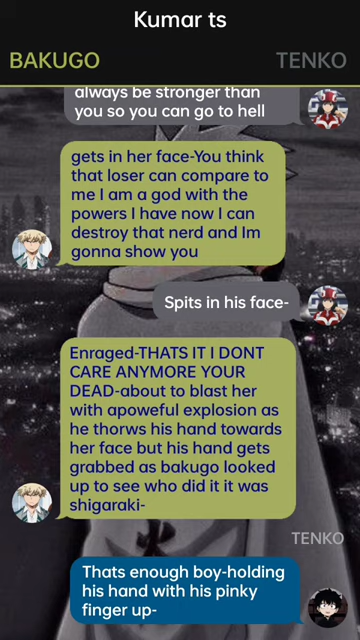 Kumar ts
BAKUGO
TENKO
always be stronger than
you so you can go to hell
gets in her face-You think
that loser can compare to
me I am a god with the
powers I have now I can
destroy that nerd and Im
gonna show you
Spits in his face-
Enraged-THATS IT I DONT
CARE ANYMORE YOUR
DEAD-about to blast her
with apoweful explosion as
he thorws his hand towards
her face but his hand gets
grabbed as bakugo looked
up to see who did it it was
shigaraki-
TENKO
Thats enough boy-holding
his hand with his pinky
finger up-